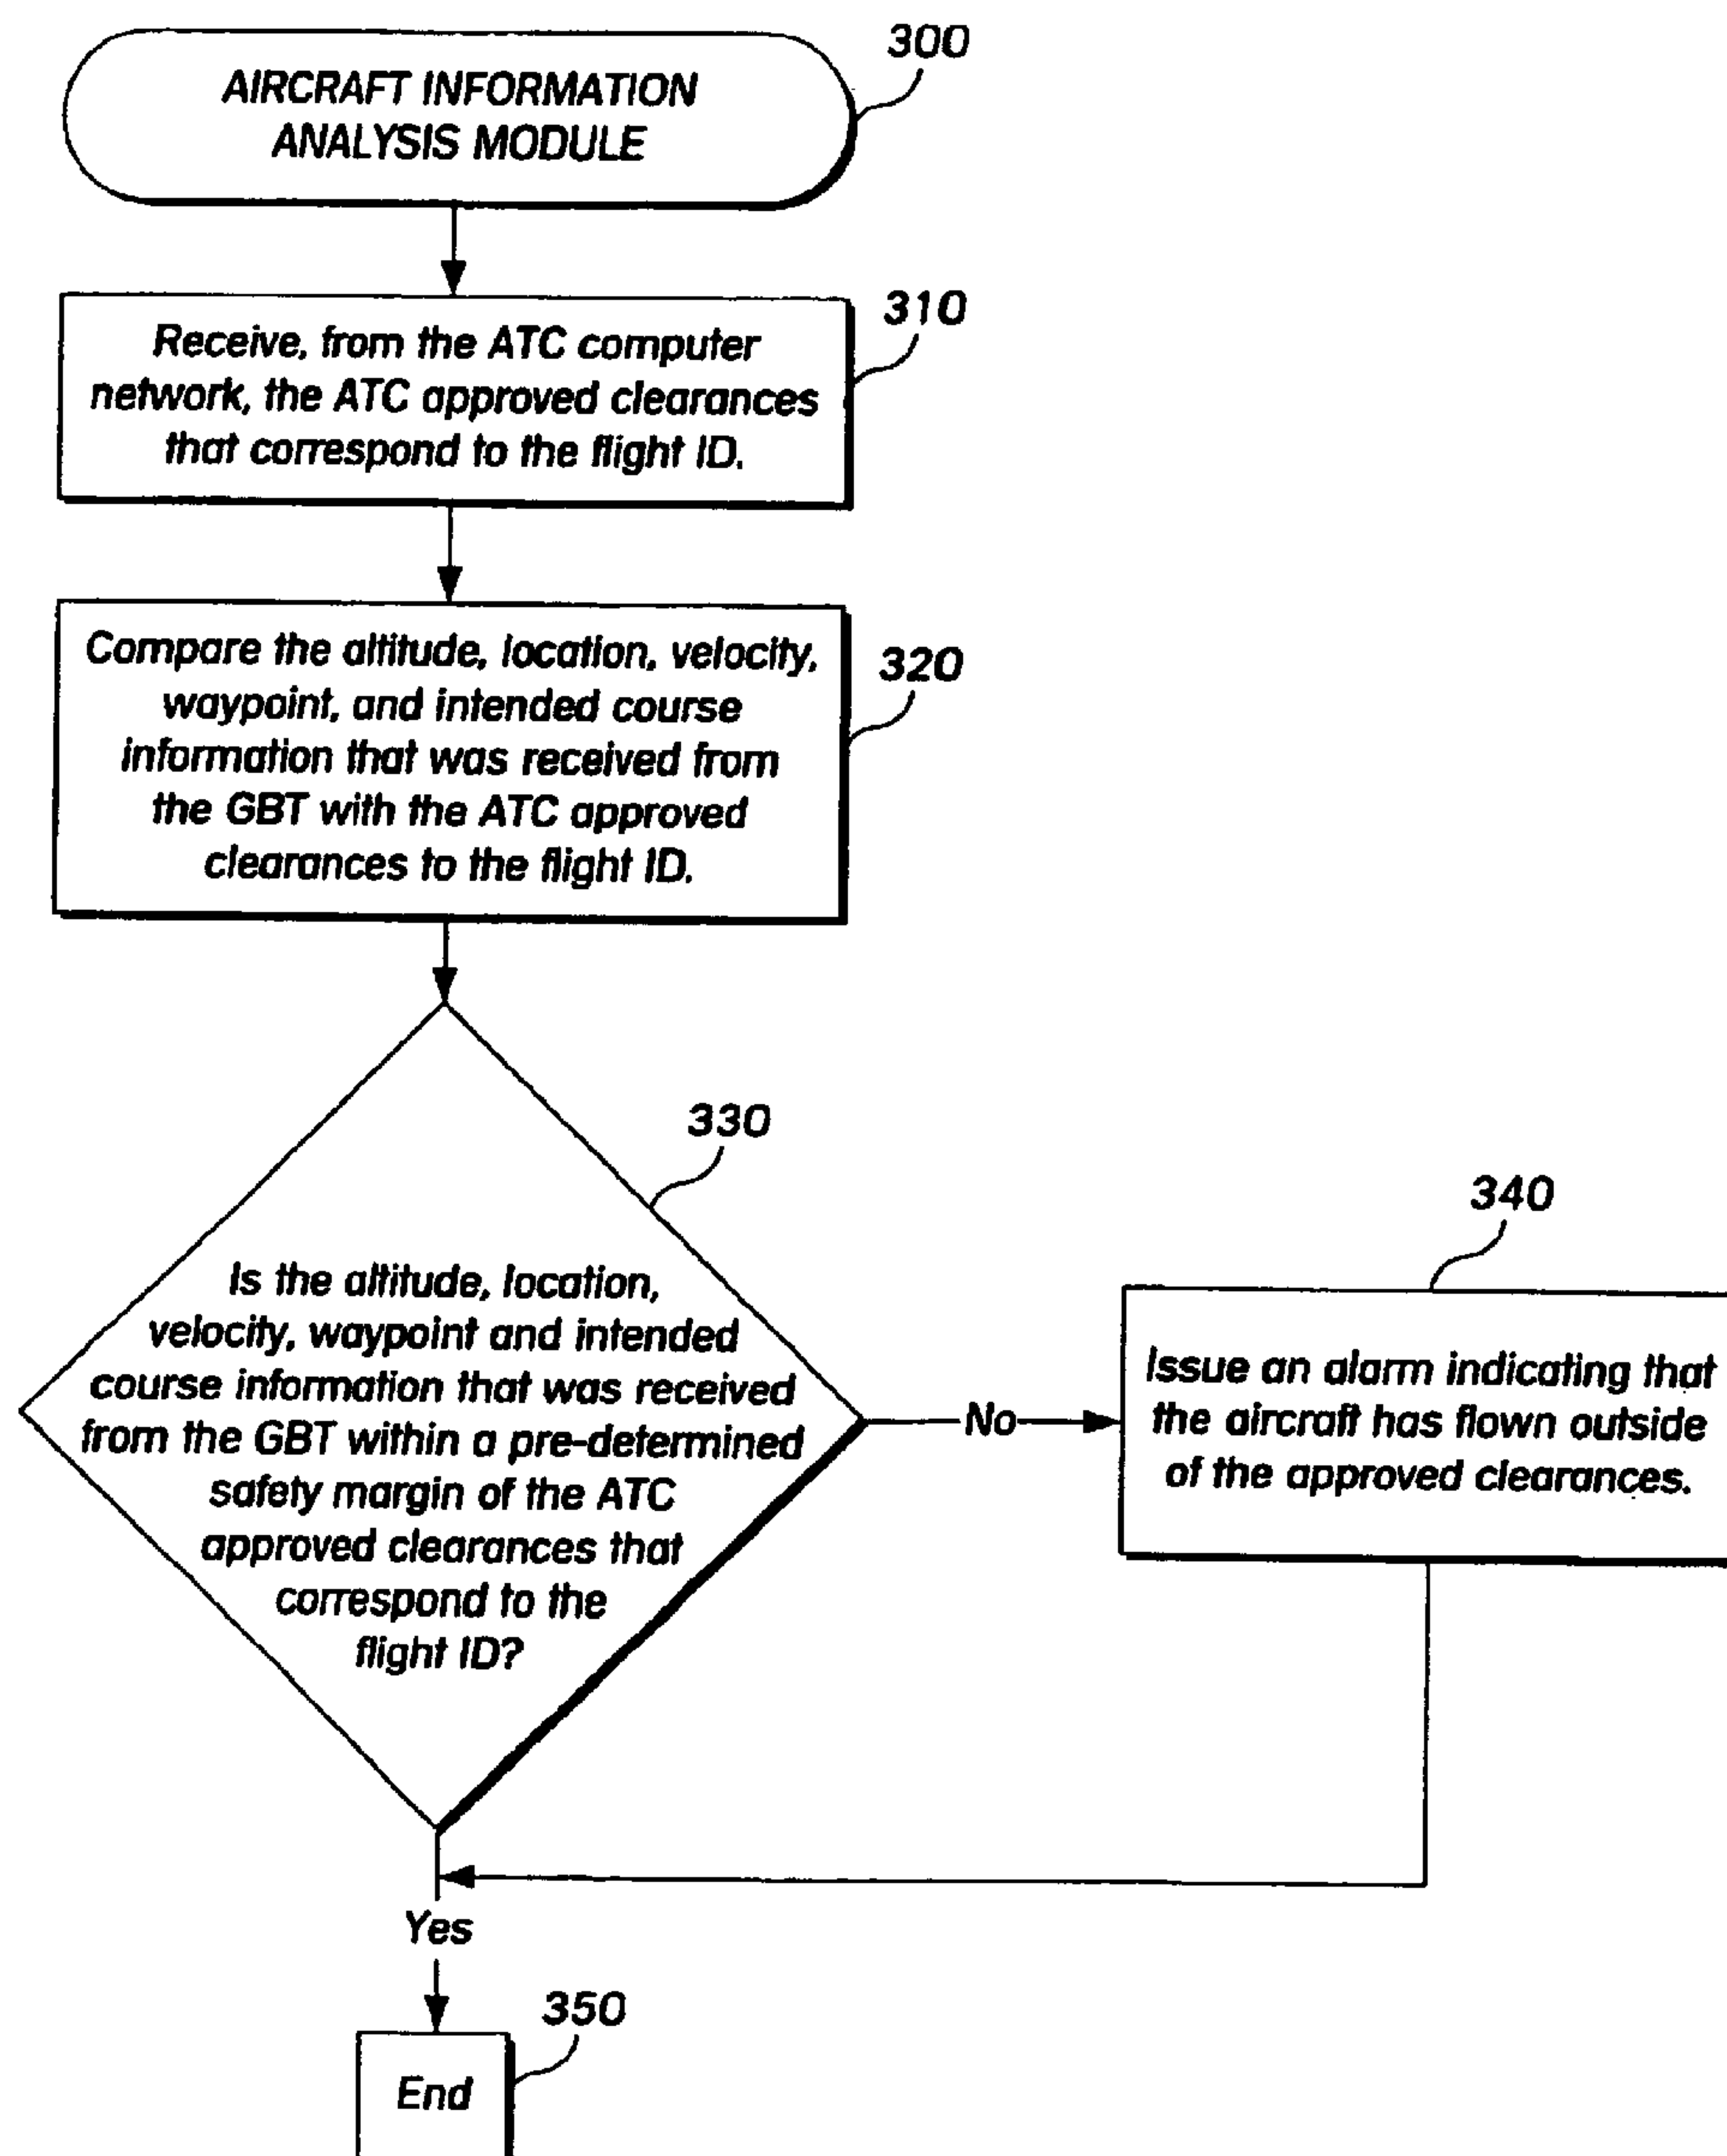 300
AIRCRAFT INFORMATION
ANALYSIS MODULE
310
Receive, from the ATC computer
network, the ATC approved clearances
that correspond to the flight ID.
320
Compare the altitude, location, velocity,
waypoint, and intended course
information that was received from
the GBT with the ATC approved
clearances to the flight ID.
330
Is the altitude, location,
velocity, waypoint and intended
course information that was received
from the GBT within a pre-determined
safety margin of the ATC
approved clearances that
correspond to the
flight ID?
No
340
Issue an alarm indicating that
the aircraft has flown outside
of the approved clearances.
Yes
350
End